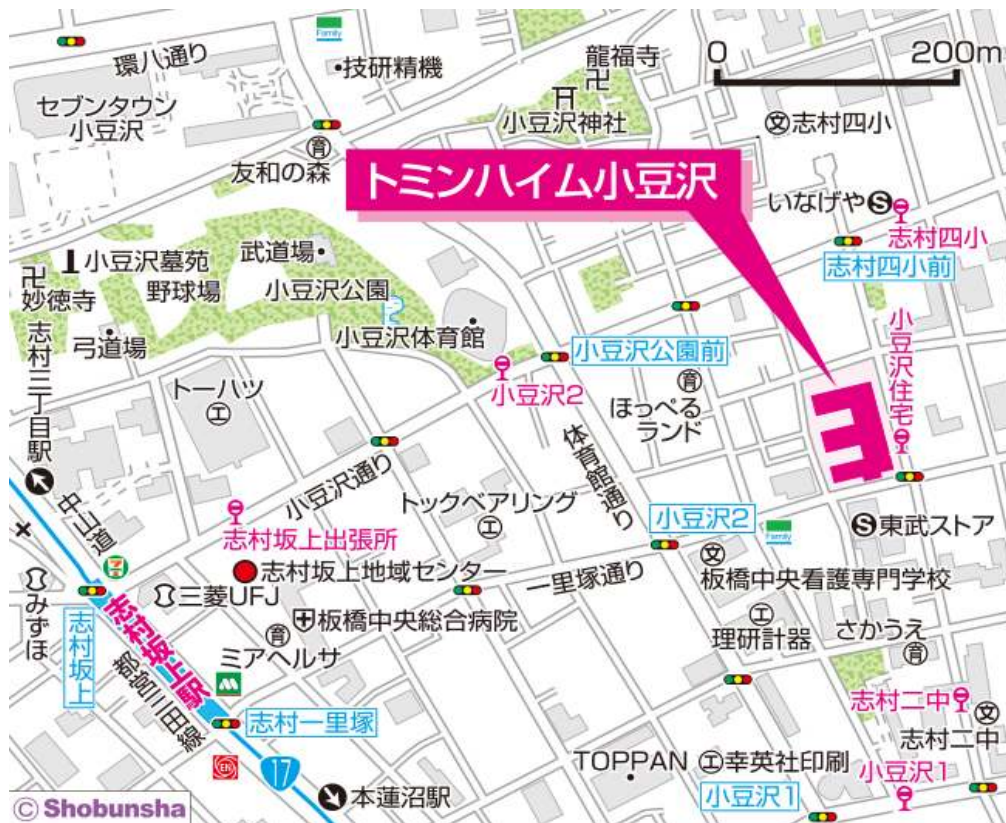 環八通り
Family
技研精機
龍福寺
0 200m
セブンタウン
小豆沢
小豆沢神社
志村四小
友和の森
育
文
トミンハイム小豆沢
いなげや
S
志村四小
志村四小前
小豆沢墓苑
武道場
妙徳寺
野球場
小豆沢公園
小豆沢体育館
弓道場
小豆沢公園前
小豆沢住宅
志村三丁目駅
トーハツ
工
小豆沢2
育
ほっぺる
ランド
体育館通り
小豆沢通り
中山道
トックベアリング
工
小豆沢2
Family
S
東武ストア
志村坂上出張所
志村坂上地域センター
文
板橋中央看護専門学校
一里塚通り
三菱UFJ
みずほ
板橋中央総合病院
育
工
理研計器
さかうえ
育
志村坂上
志村坂上駅
ミアヘルサ
都営三田線
志村二中
文
志村二中
志村一里塚
17
TOPPAN
工
幸英社印刷
小豆沢1
本蓮沼駅
小豆沢1
© Shobunsha